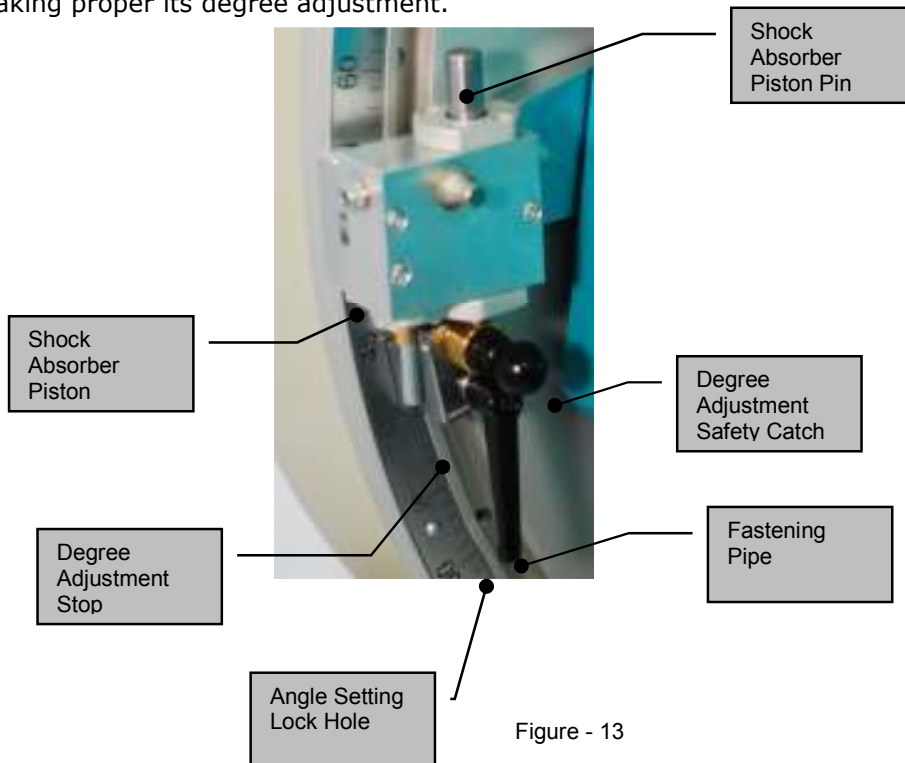 aking proper its degree adjustment.
Shock
Absorber
Piston Pin
60
Shock
Absorber
Piston
Degree
Adjustment
Safety Catch
Degree
Adjustment
Stop
Fastening
Pipe
Angle Setting
Lock Hole
Figure - 13